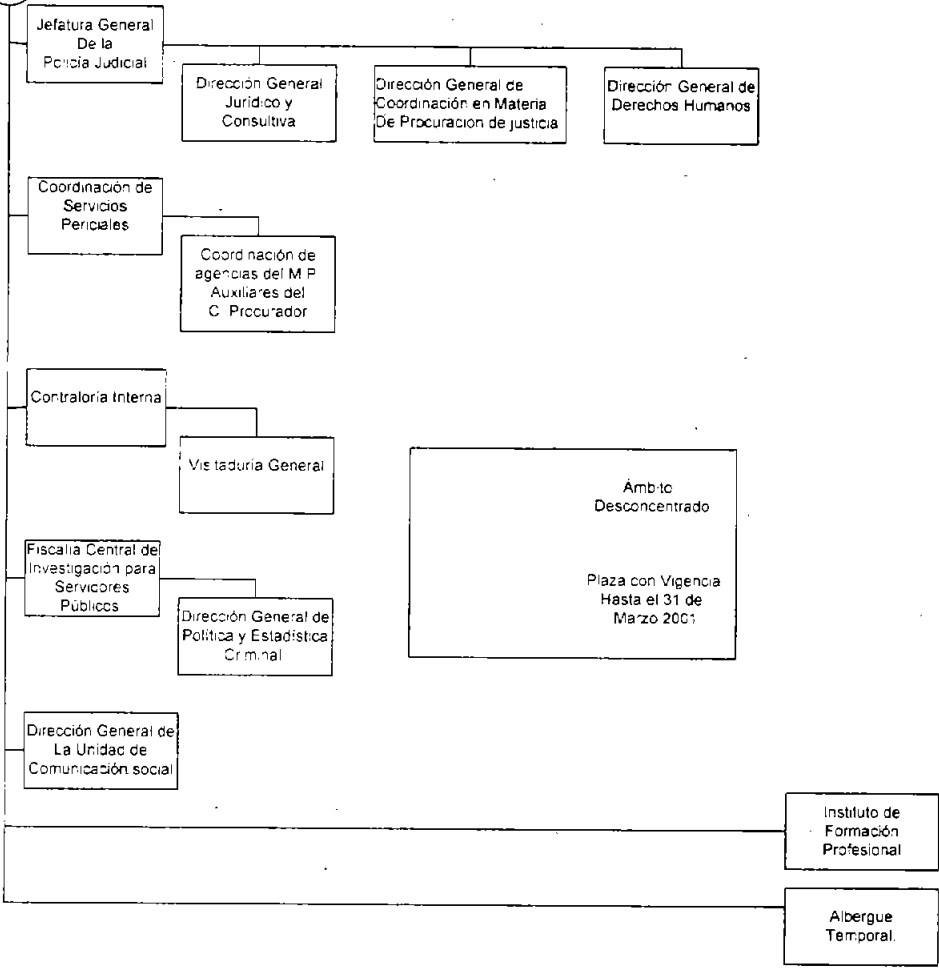 Jefatura General
De la
Policía Judicial
Dirección General
Jurídico y
Consultiva
Dirección General de
Coordinación en Materia
De Procuracion de justicia
Dirección General de
Derechos Humanos
Coordinación de
Servicios
Periciales
Coordinación de
agencias del M P
Auxiliares del
C Procurador
Contraloría Interna
Visitaduría General
Ámbito
Desconcentrado
Plaza con Vigencia
Hasta el 31 de
Marzo 2001
Fiscalía Central de
Investigación para
Servidores
Públicos
Dirección General de
Política y Estadística
Criminal
Dirección General de
La Unidad de
Comunicación social
Instituto de
Formación
Profesional
Albergue
Temporal.